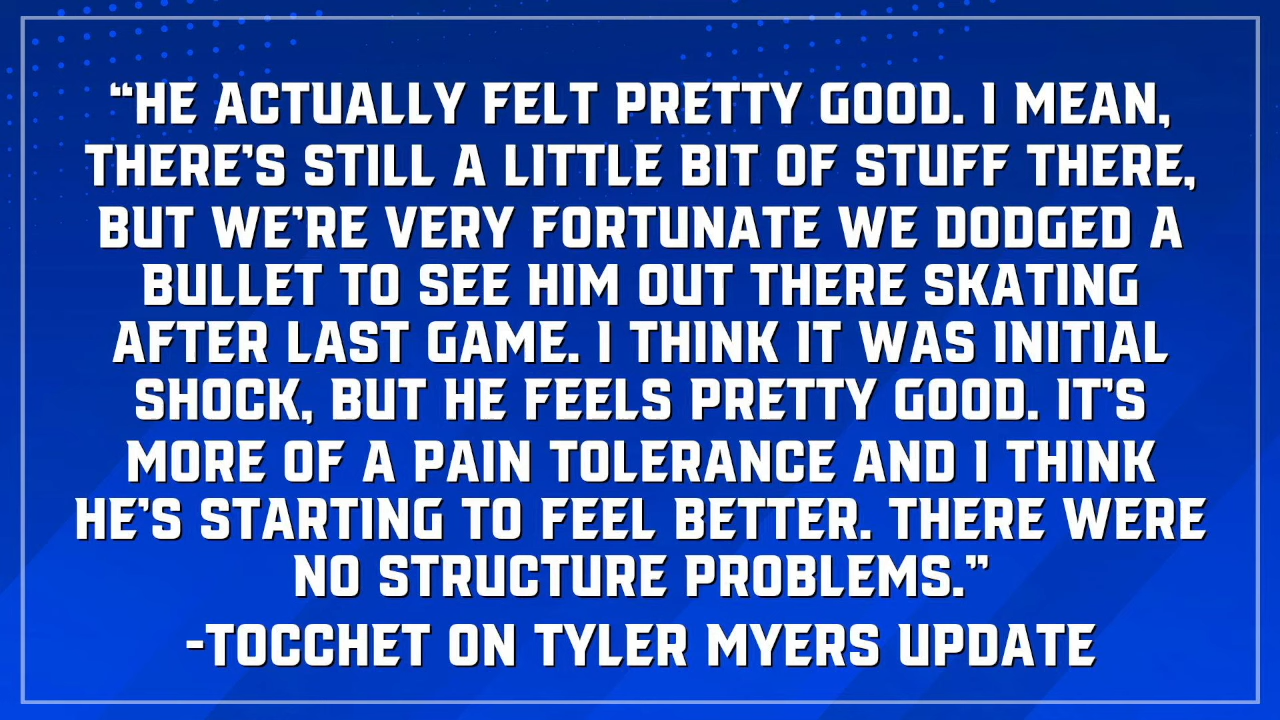 “HE ACTUALLY FELT PRETTY GOOD. I MEAN,
THERE’S STILL A LITTLE BIT OF STUFF THERE,
BUT WE’RE VERY FORTUNATE WE DODGED A
BULLET TO SEE HIM OUT THERE SKATING
AFTER LAST GAME. I THINK IT WAS INITIAL
SHOCK, BUT HE FEELS PRETTY GOOD. IT’S
MORE OF A PAIN TOLERANCE AND I THINK
HE’S STARTING TO FEEL BETTER. THERE WERE
NO STRUCTURE PROBLEMS.”
-TOCCHET ON TYLER MYERS UPDATE